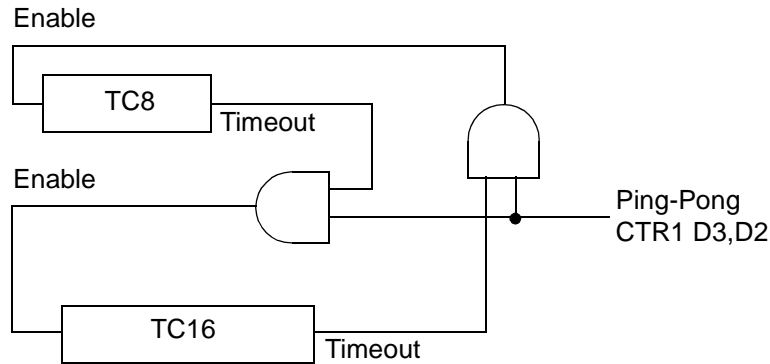 Enable
TC8
Timeout
Enable
Ping-Pong
CTR1 D3,D2
TC16
Timeout